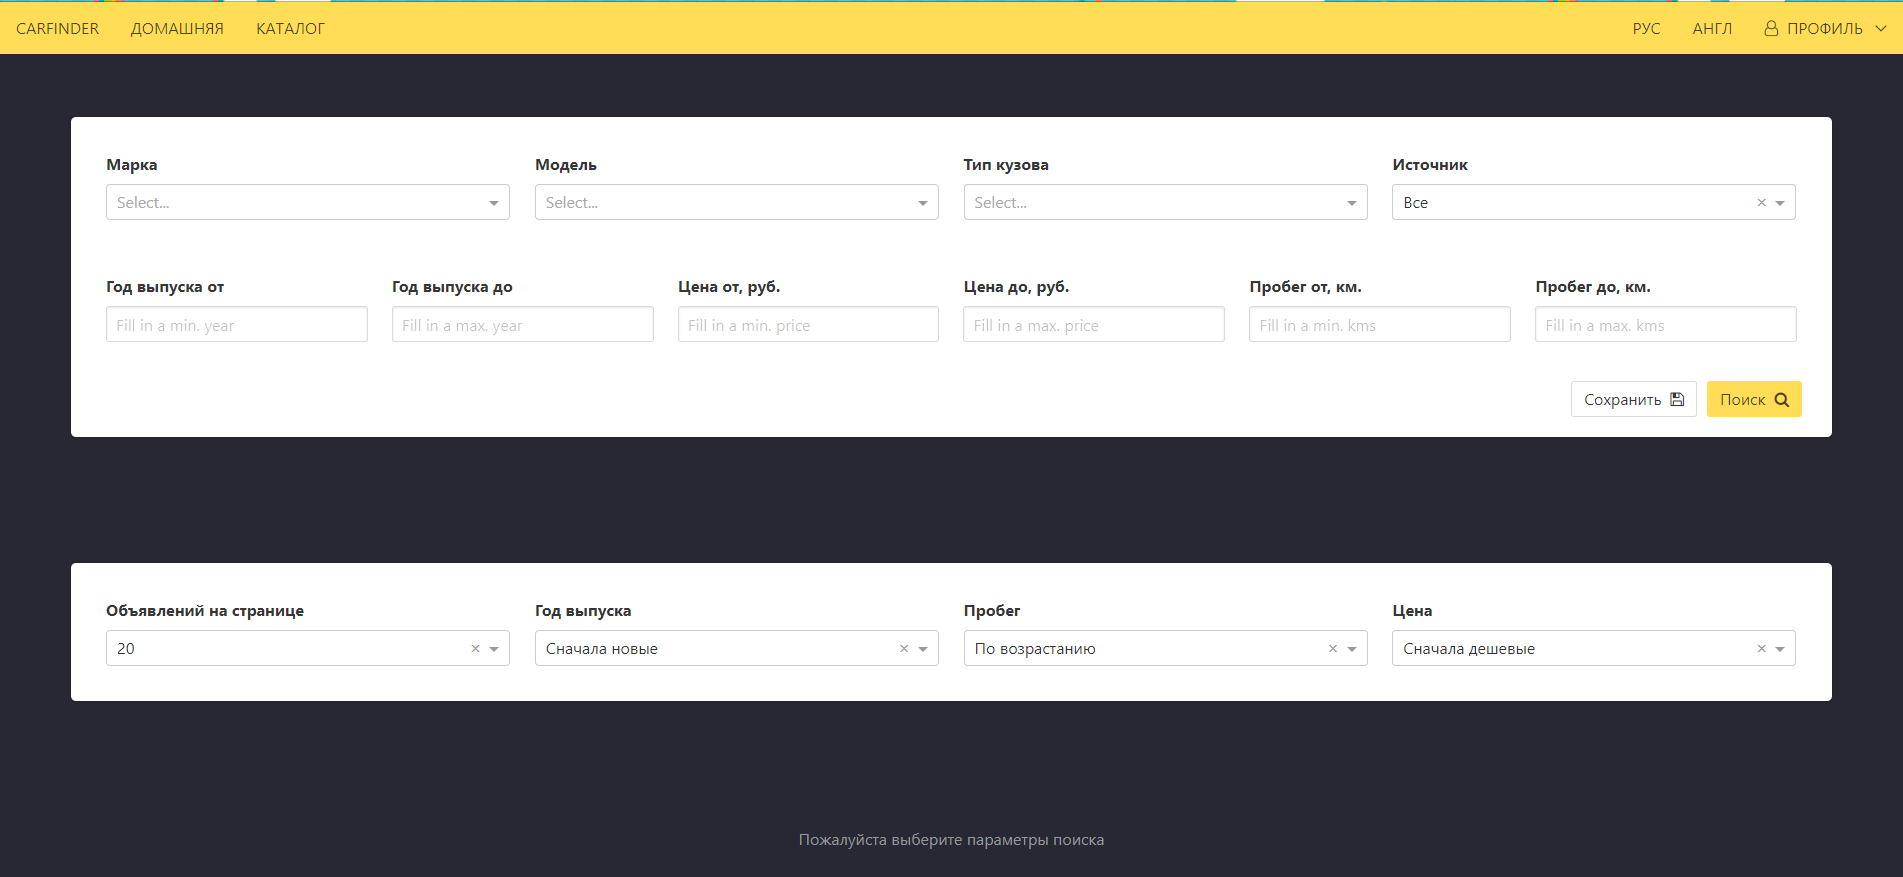 CARFINDER ДОМАШНЯЯ КАТАЛОГ РУС АНГЛ ПРОФИЛЬ
Марка Модель Тип кузова Источник
Select... Select... Select... Все
Год выпуска от Год выпуска до Цена от, руб. Цена до, руб. Пробег от, км. Пробег до, км.
Fill in a min. year Fill in a max. year Fill in a min. price Fill in a max. price Fill in a min. kms Fill in a max. kms
Сохранить Поиск
Объявлений на странице Год выпуска Пробег Цена
20 Сначала новые По возрастанию Сначала дешевые
Пожалуйста выберите параметры поиска